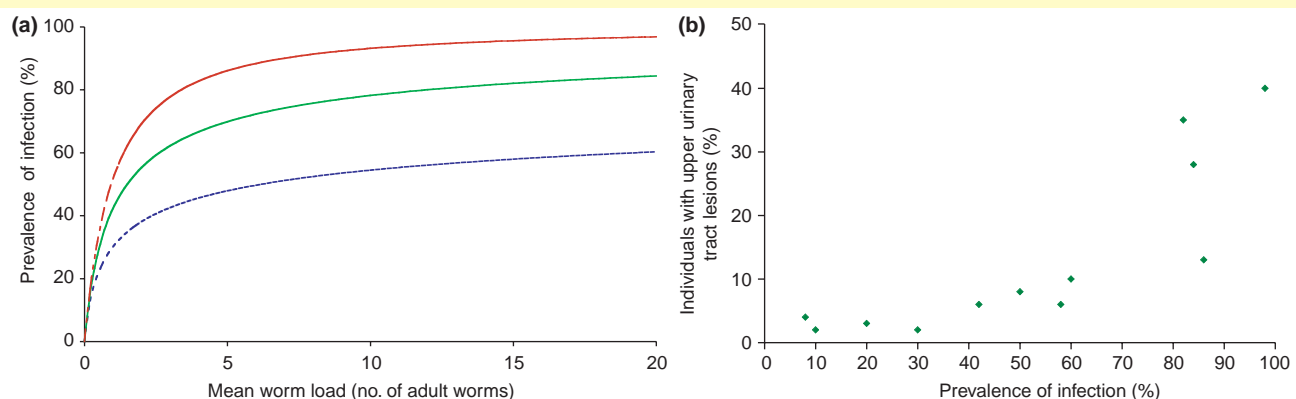 (a)
Prevalence of infection (%)
100
80
60
40
20
0
0 5 10 15 20
Mean worm load (no. of adult worms)
(b)
Individuals with upper urinary
tract lesions (%)
50
40
30
20
10
0
0 10 20 30 40 50 60 70 80 90 100
Prevalence of infection (%)